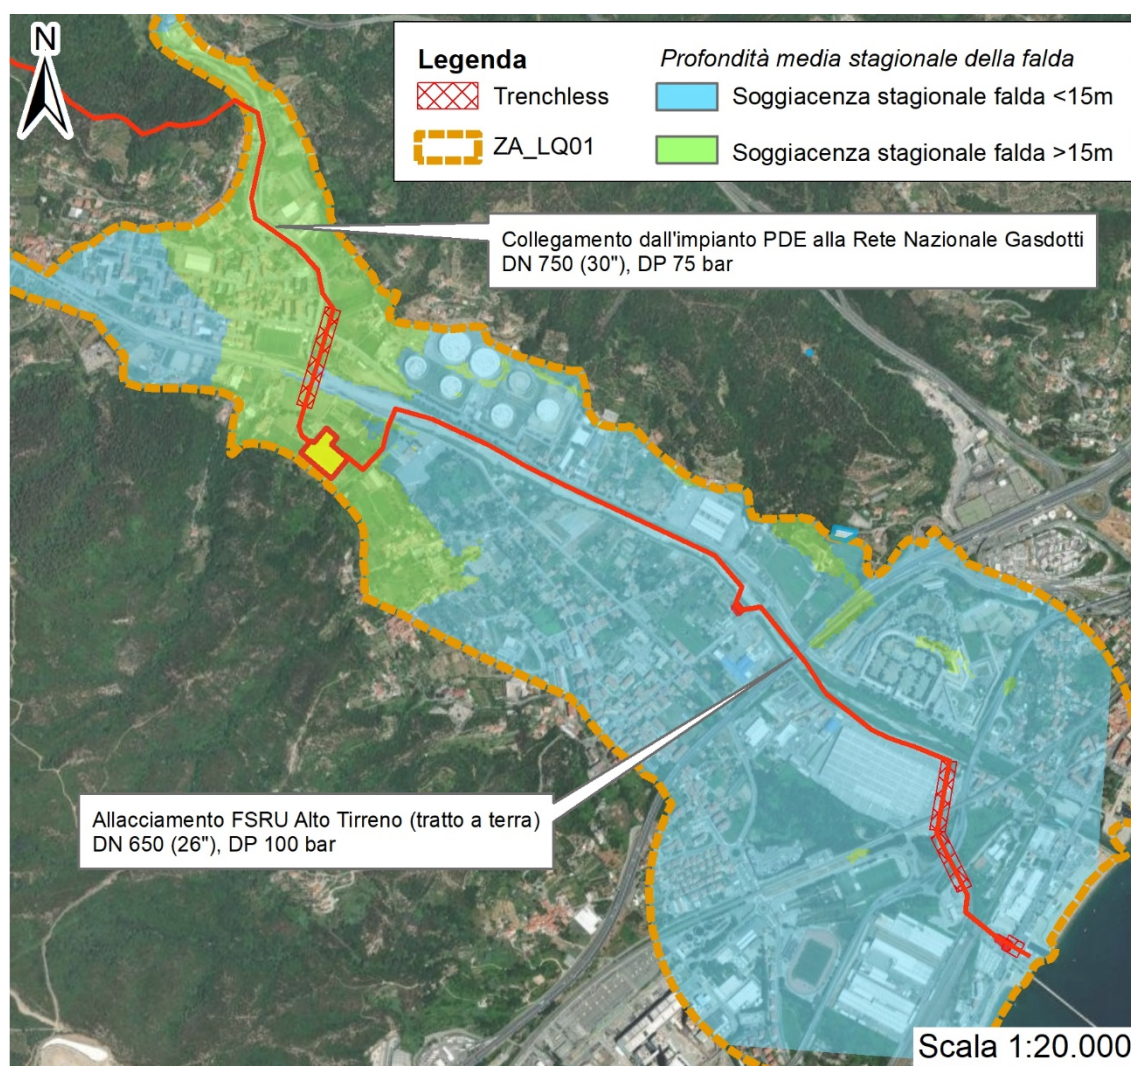 N
Legenda
Trenchless
ZA_LQ01
Profondità media stagionale della falda
Soggiacenza stagionale falda <15m
Soggiacenza stagionale falda >15m
Collegamento dall'impianto PDE alla Rete Nazionale Gasdotti
DN 750 (30"), DP 75 bar
Allacciamento FSRU Alto Tirreno (tratto a terra)
DN 650 (26"), DP 100 bar
Scala 1:20.000